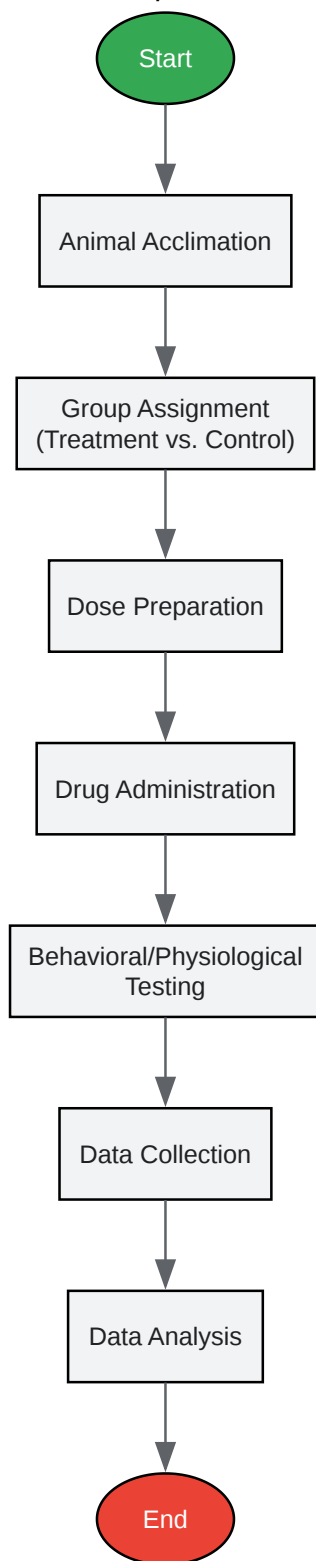 Start
Animal Acclimation
Group Assignment
(Treatment vs. Control)
Dose Preparation
Drug Administration
Behavioral/Physiological
Testing
Data Collection
Data Analysis
End